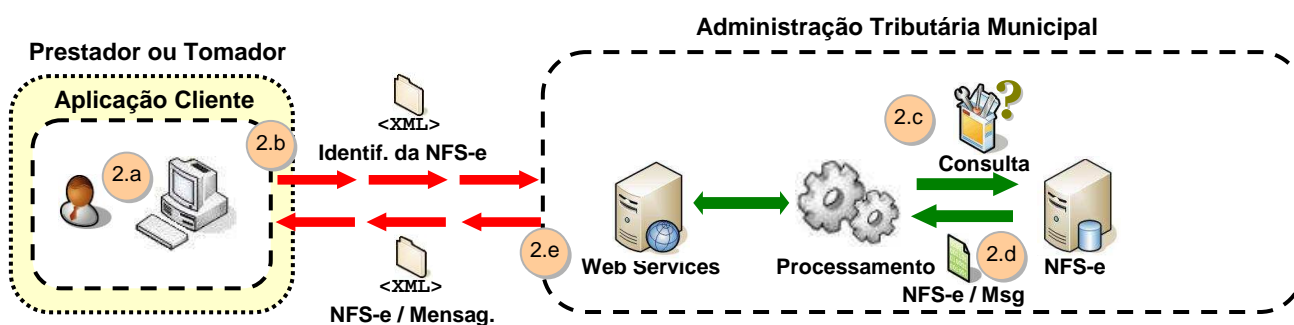 Administração Tributária Municipal
Prestador ou Tomador
Aplicação Cliente
2.a
2.b
<XML>
Identif. da NFS-e
2.c
Consulta
2.e
Web Services
Processamento
2.d
NFS-e
NFS-e / Msg
<XML>
NFS-e / Mensag.